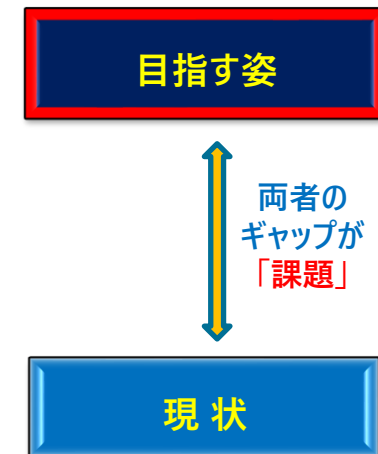 目指す姿
両者の
ギャップが
「課題」
現 状